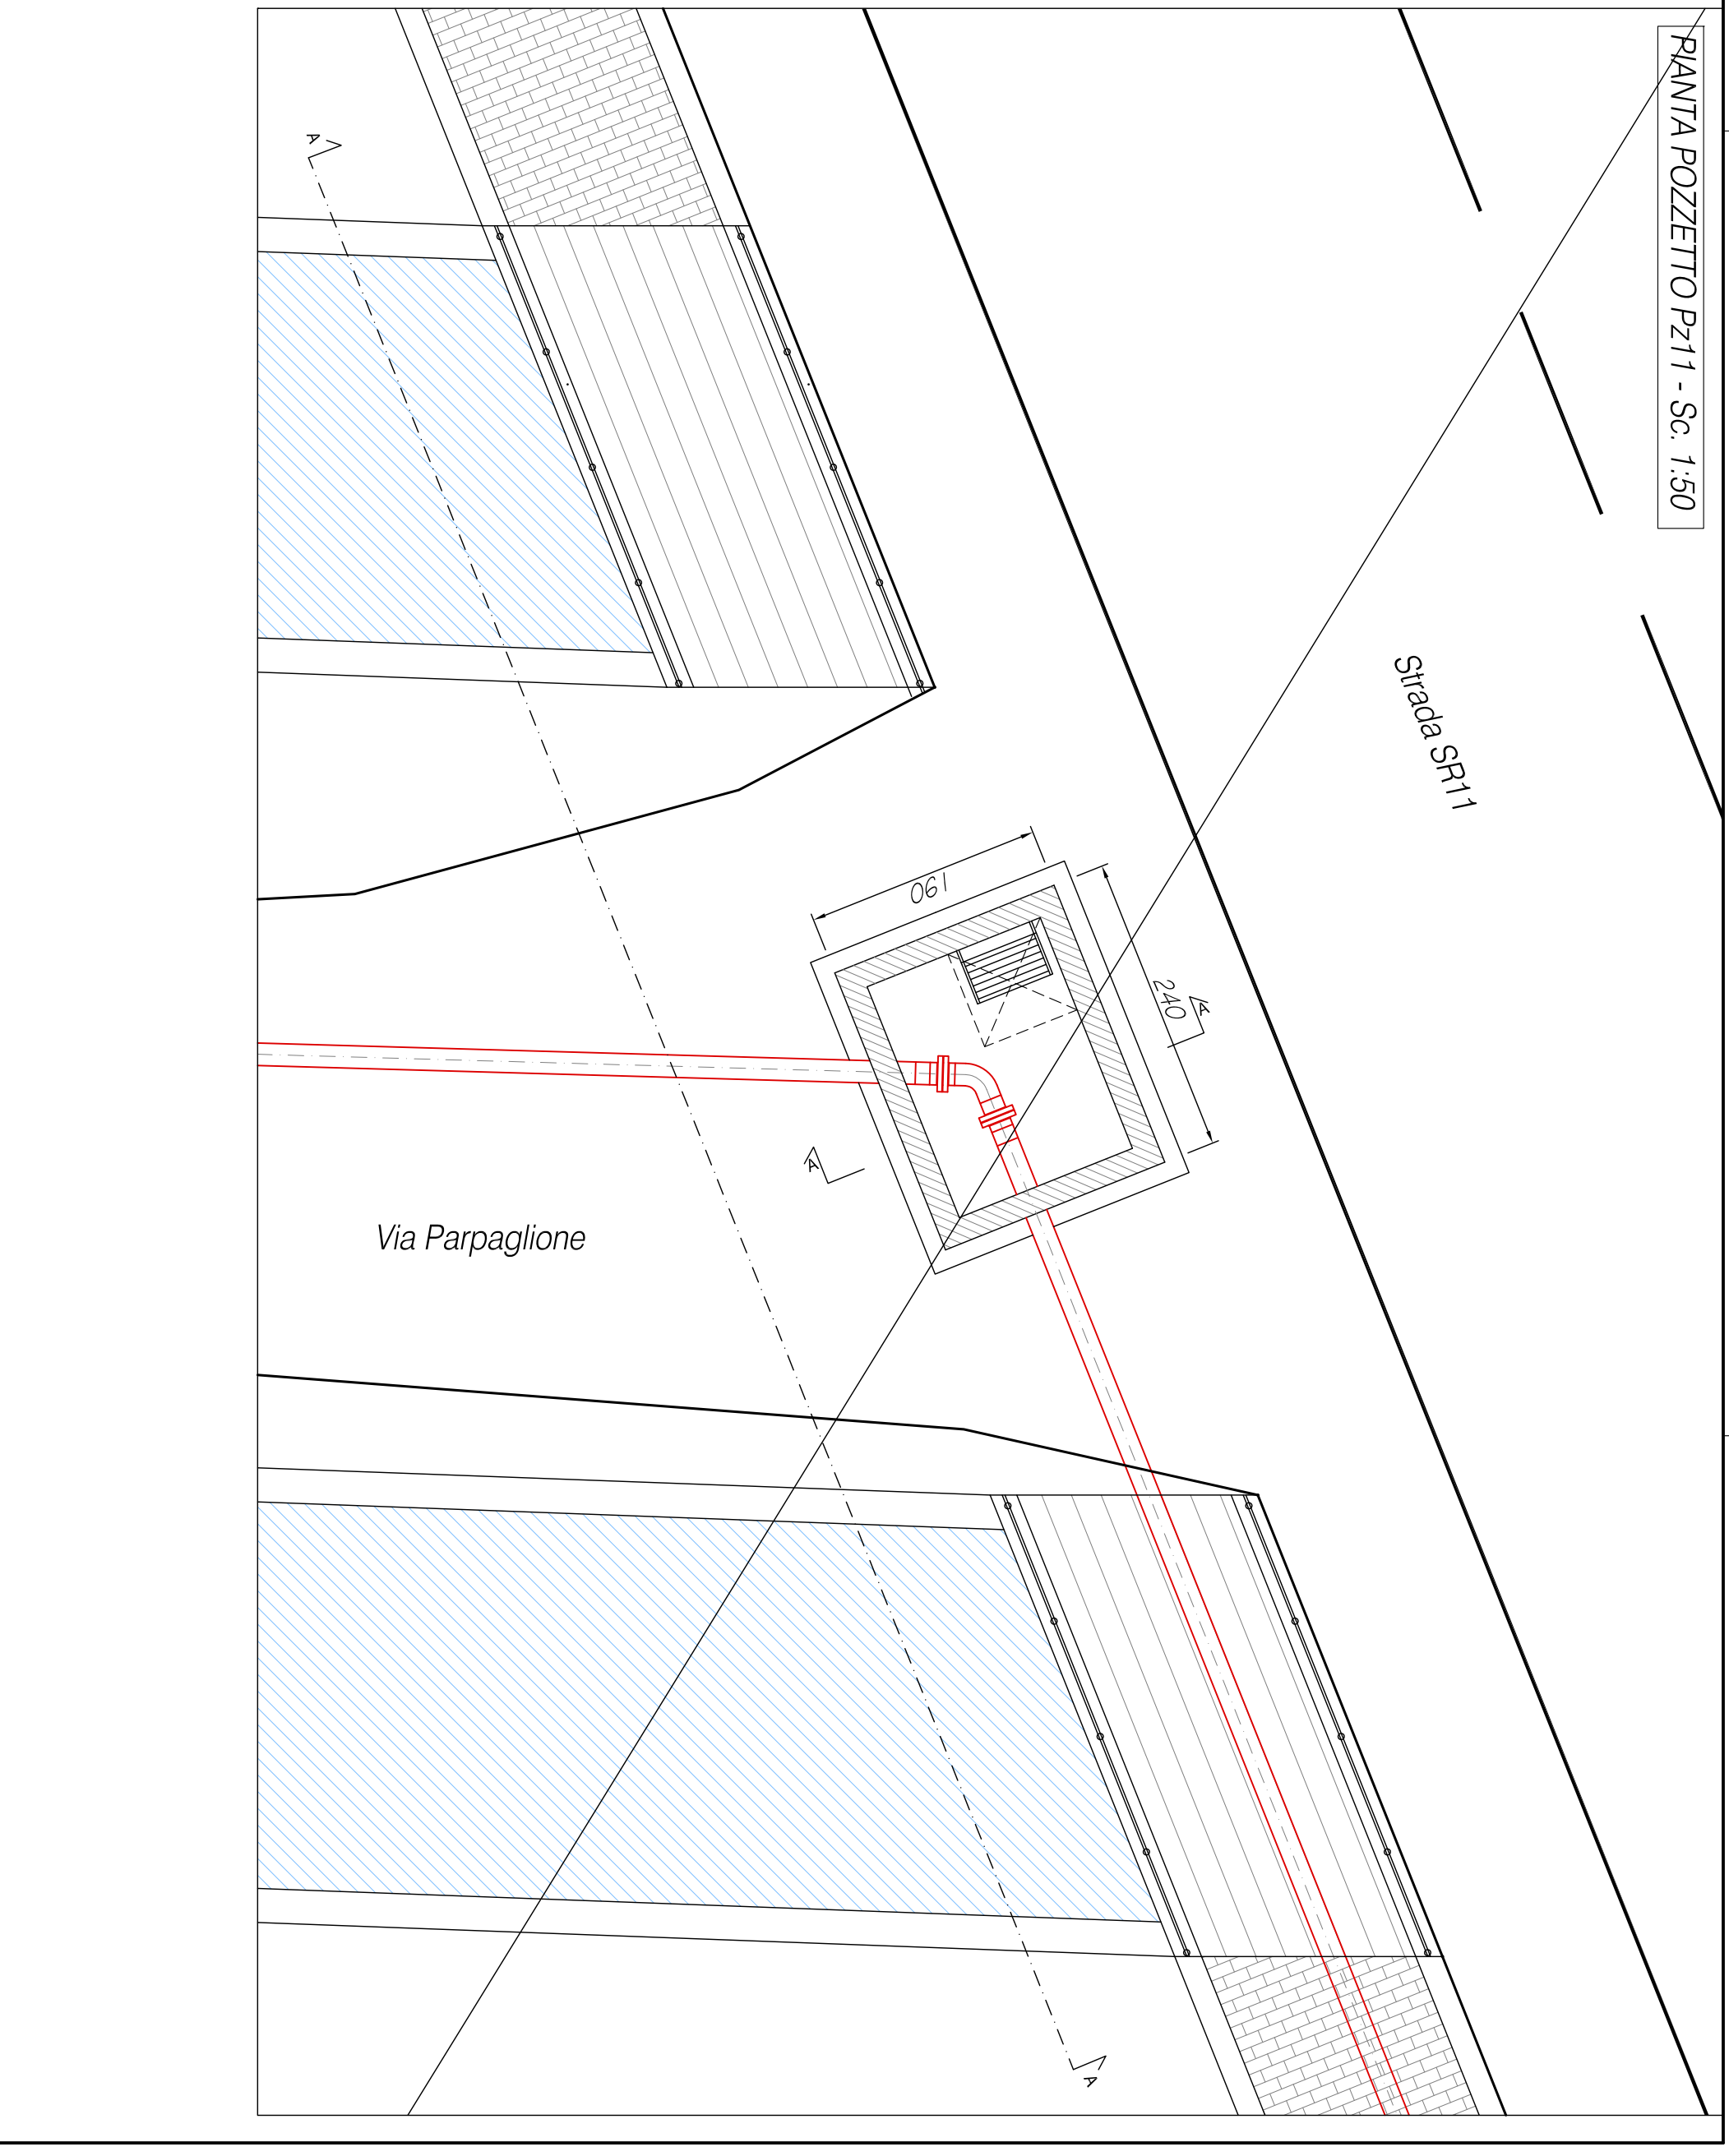 PIANTA POZZETTO Pz11 - Sc. 1:50
Strada SR11
A
190
240
A
A
Via Parpaglione
A